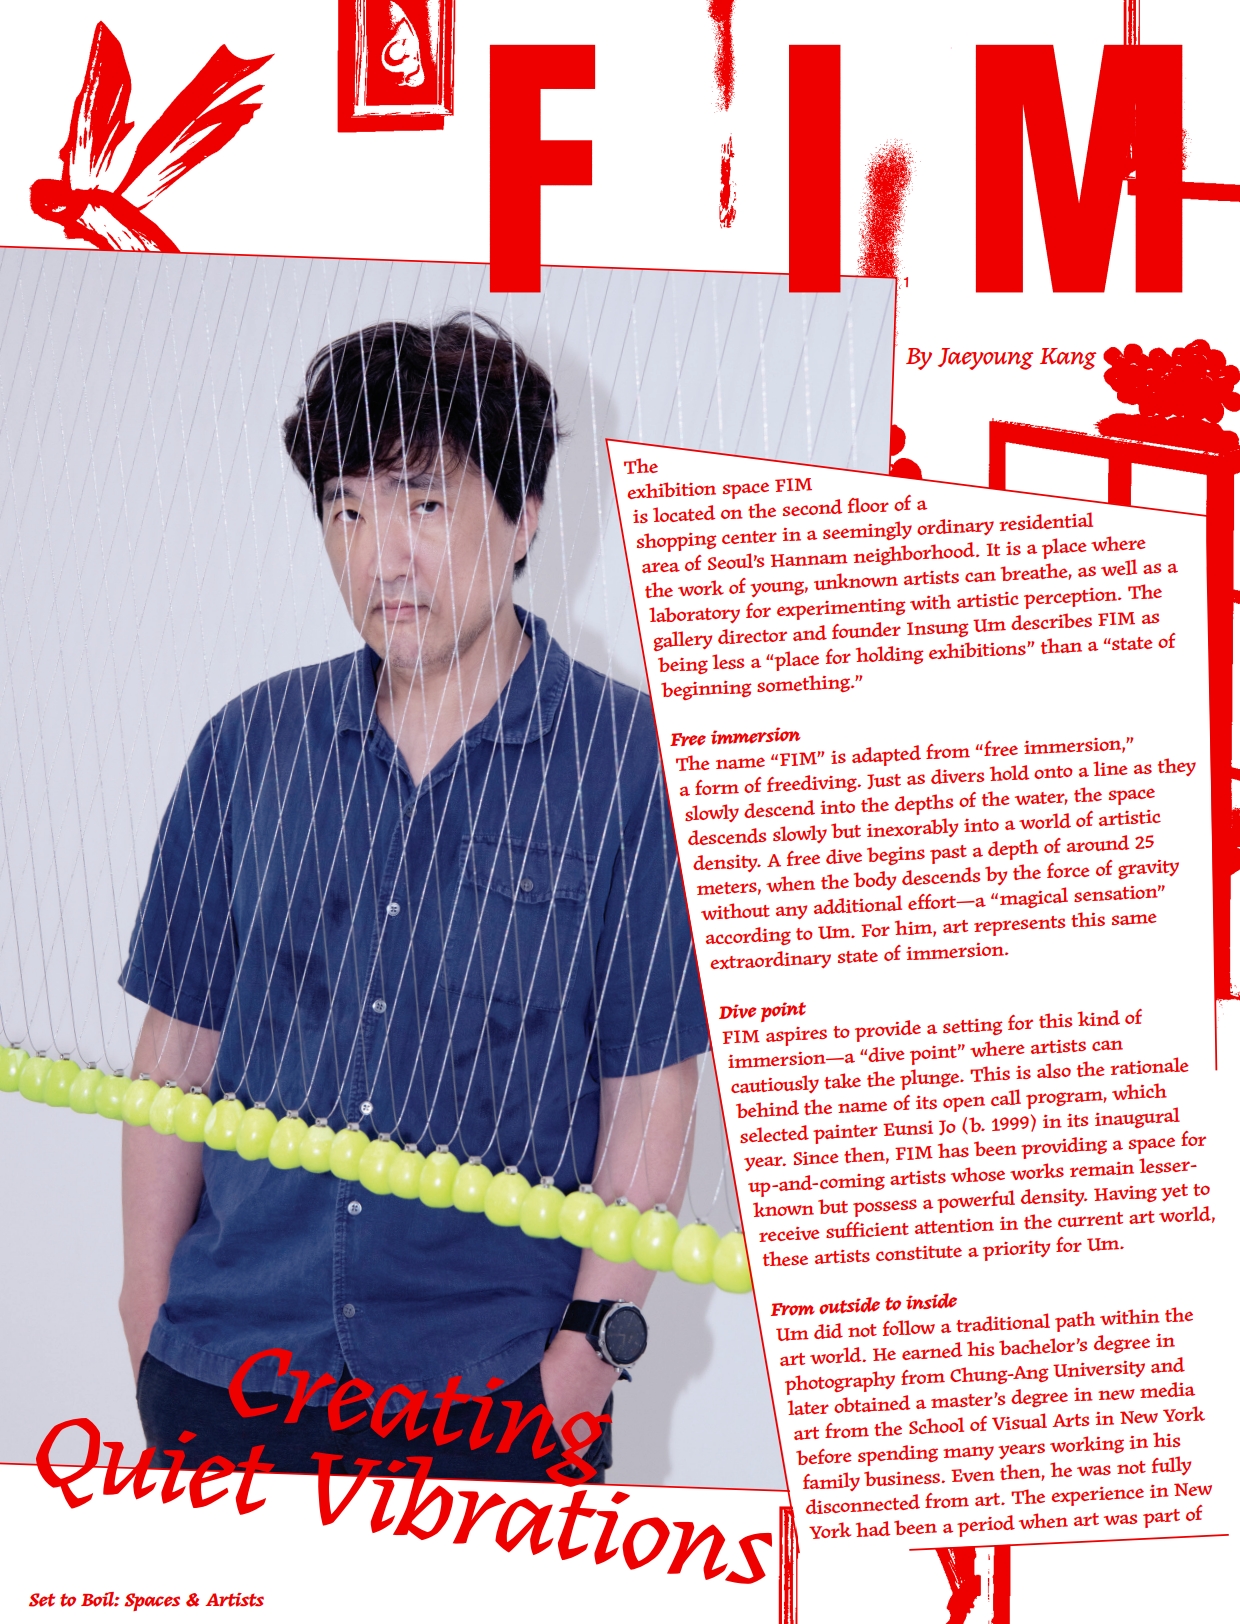 FIM
1
By Jaeyoung Kang
The
exhibition space FIM
is located on the second floor of a
shopping center in a seemingly ordinary residential
area of Seoul’s Hannam neighborhood. It is a place where
the work of young, unknown artists can breathe, as well as a
laboratory for experimenting with artistic perception. The
gallery director and founder Insung Um describes FIM as
being less a “place for holding exhibitions” than a “state of
beginning something.”
Free immersion
The name “FIM” is adapted from “free immersion,”
a form of freediving. Just as divers hold onto a line as they
slowly descend into the depths of the water, the space
descends slowly but inexorably into a world of artistic
density. A free dive begins past a depth of around 25
meters, when the body descends by the force of gravity
without any additional effort—a “magical sensation”
according to Um. For him, art represents this same
extraordinary state of immersion.
Dive point
FIM aspires to provide a setting for this kind of
immersion—a “dive point” where artists can
cautiously take the plunge. This is also the rationale
behind the name of its open call program, which
selected painter Eunsi Jo (b. 1999) in its inaugural
year. Since then, FIM has been providing a space for
up-and-coming artists whose works remain lesser-
known but possess a powerful density. Having yet to
receive sufficient attention in the current art world,
these artists constitute a priority for Um.
From outside to inside
Um did not follow a traditional path within the
art world. He earned his bachelor’s degree in
photography from Chung-Ang University and
later obtained a master’s degree in new media
art from the School of Visual Arts in New York
before spending many years working in his
family business. Even then, he was not fully
disconnected from art. The experience in New
York had been a period when art was part of
Creating
Quiet Vibrations
Set to Boil: Spaces & Artists